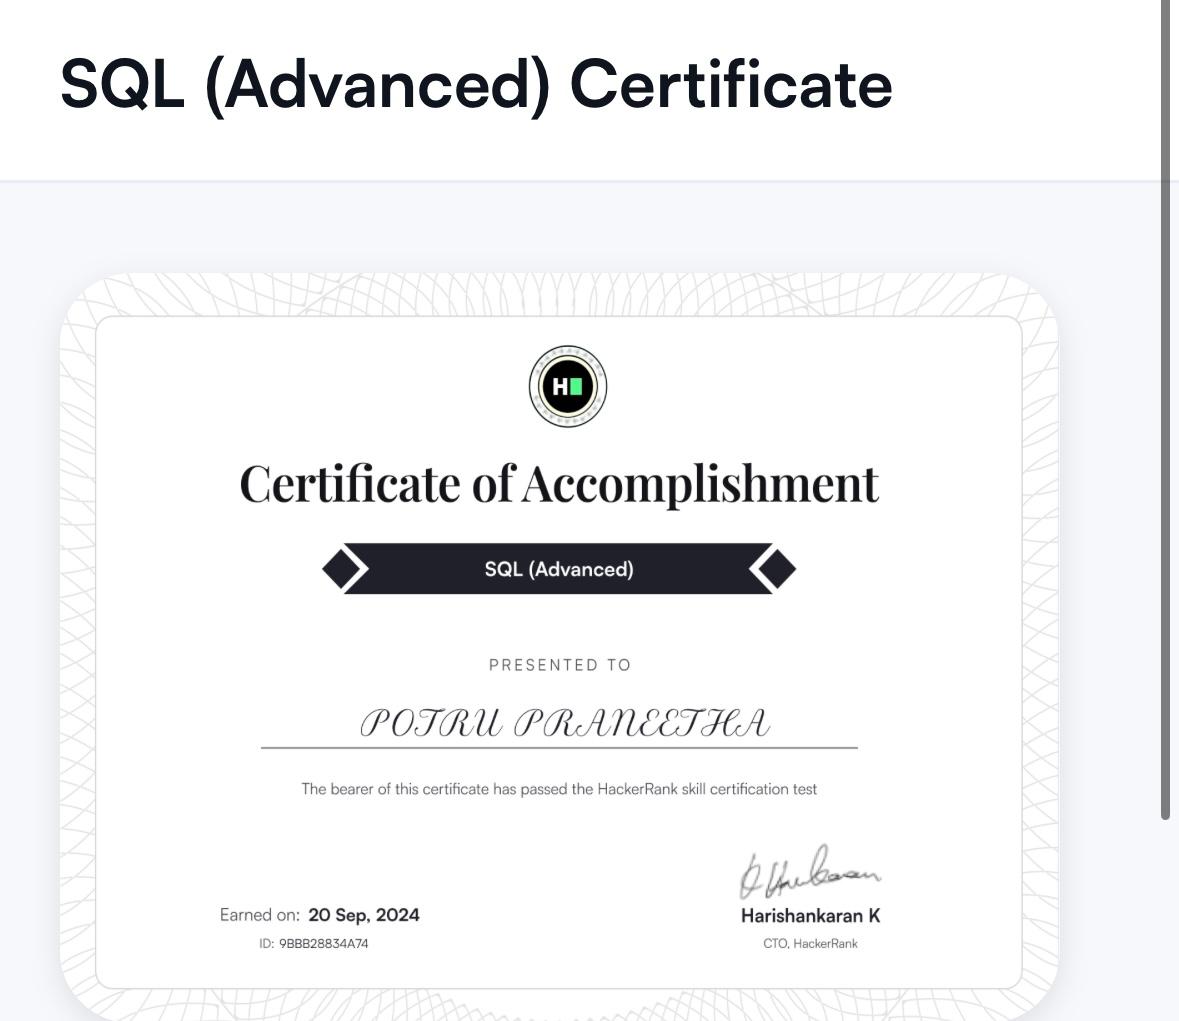 SQL (Advanced) Certificate
H
Certificate of Accomplishment
SQL (Advanced)
PRESENTED TO
POTRU PRANEETHA
The bearer of this certificate has passed the HackerRank skill certification test
Earned on: 20 Sep, 2024
ID: 9BBB28834A74
Harishankaran K
CTO, HackerRank